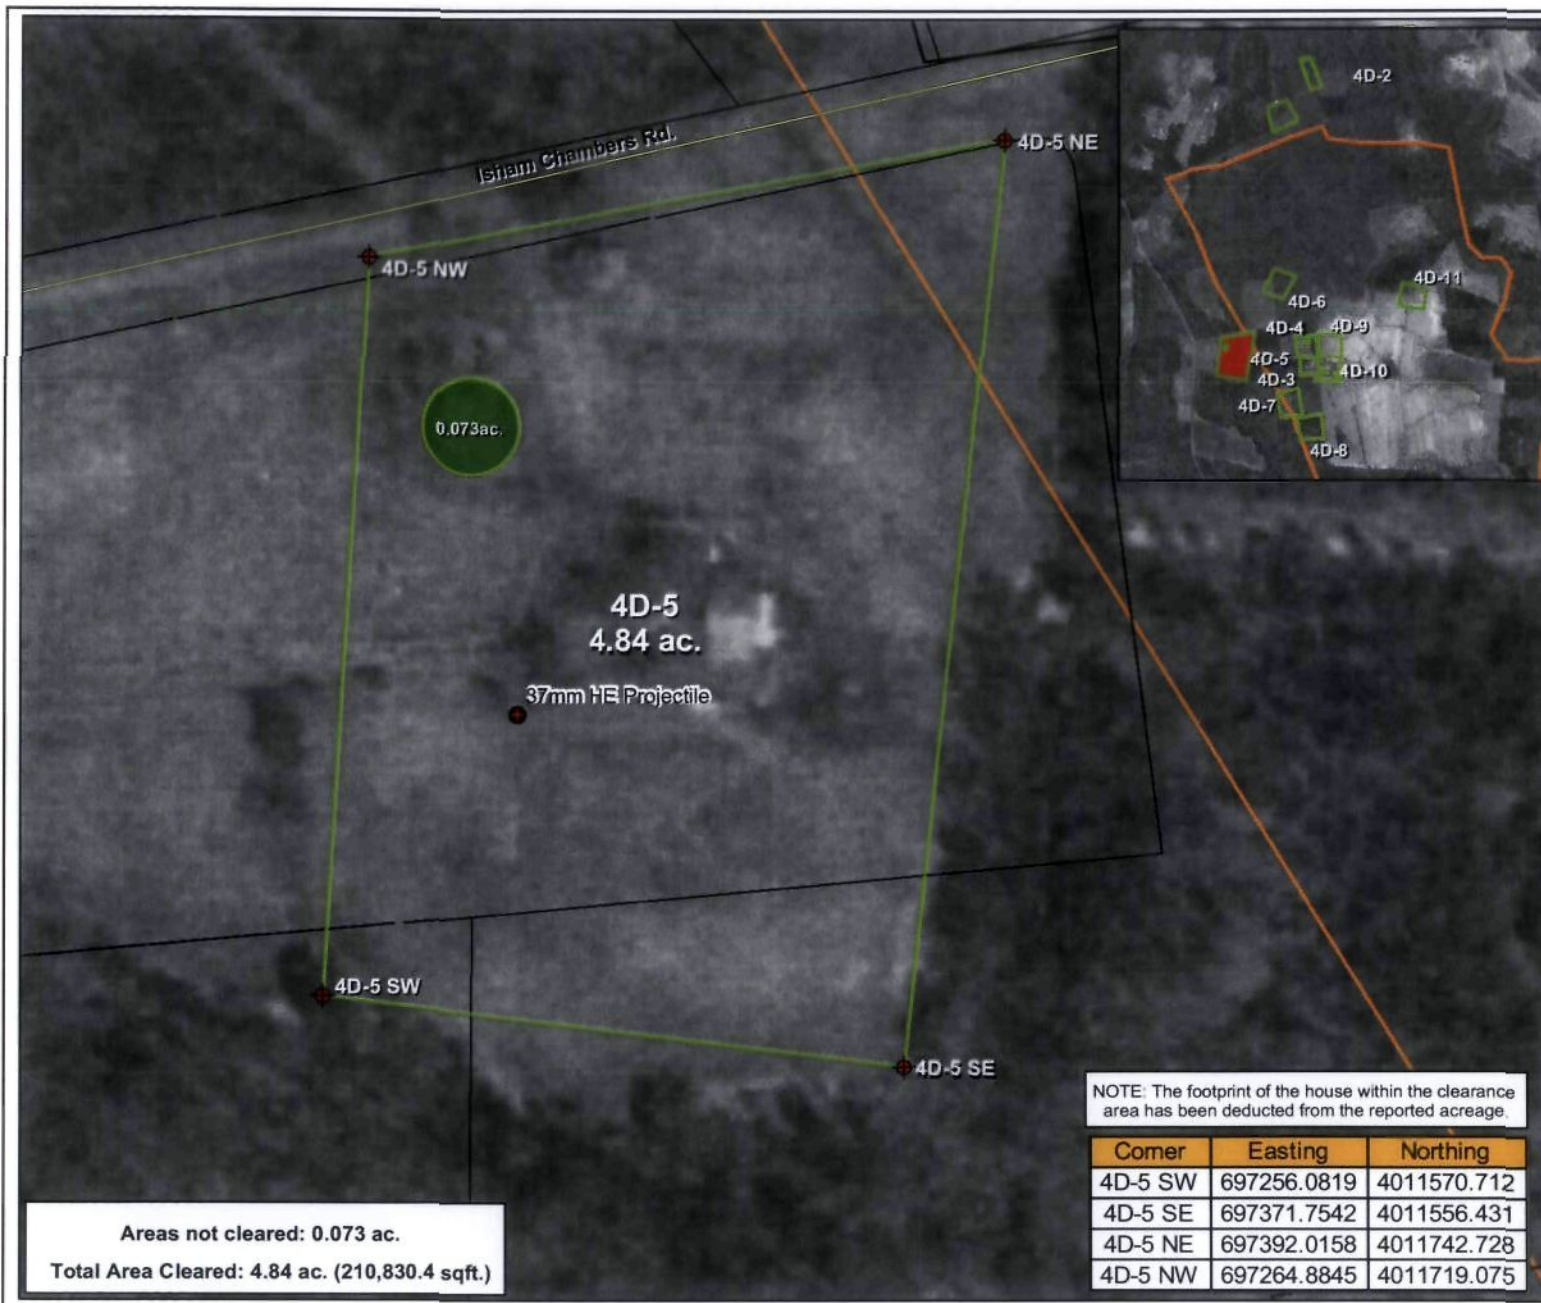 Isham Chambers Rd.
4D-5 NE
4D-5 NW
0.073ac.
4D-5
4.84 ac.
37mm HE Projectile
4D-5 SW
4D-5 SE
4D-2
4D-11
4D-6
4D-4
4D-9
4D-5
4D-10
4D-3
4D-7
4D-8
NOTE: The footprint of the house within the clearance
area has been deducted from the reported acreage.
Corner Easting Northing
4D-5 SW 697256.0819 4011570.712
4D-5 SE 697371.7542 4011556.431
4D-5 NE 697392.0158 4011742.728
4D-5 NW 697264.8845 4011719.075
Areas not cleared: 0.073 ac.
Total Area Cleared: 4.84 ac. (210,830.4 sqft.)